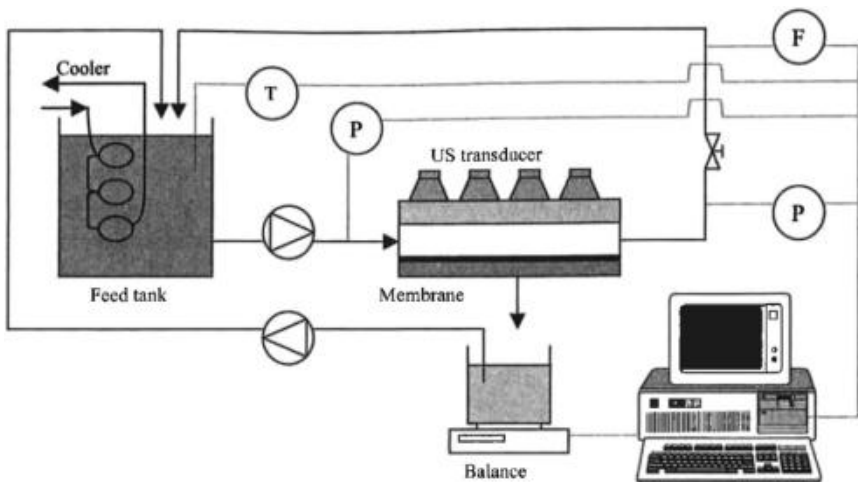 F
Cooler
T
P
US transducer
P
Feed tank
Membrane
Balance